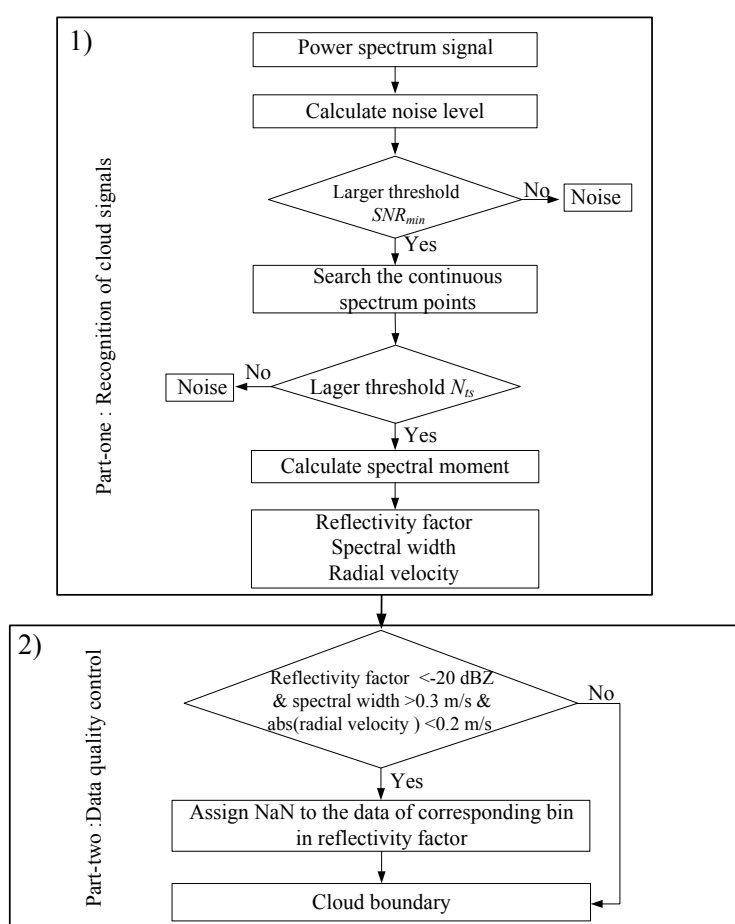 1)
Power spectrum signal
Calculate noise level
Larger threshold
SNRmin
No
Noise
Yes
Search the continuous
spectrum points
Lager threshold Nts
No
Noise
Yes
Calculate spectral moment
Reflectivity factor
Spectral width
Radial velocity
Part-one : Recognition of cloud signals
2)
Reflectivity factor <-20 dBZ
& spectral width >0.3 m/s &
abs(radial velocity ) <0.2 m/s
No
Yes
Assign NaN to the data of corresponding bin
in reflectivity factor
Cloud boundary
Part-two :Data quality control